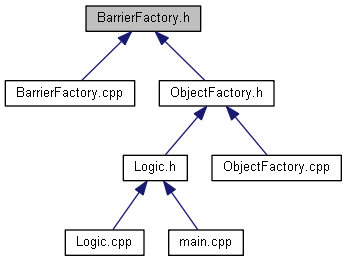 BarrierFactory.h
BarrierFactory.cpp
ObjectFactory.h
Logic.h
ObjectFactory.cpp
Logic.cpp
main.cpp